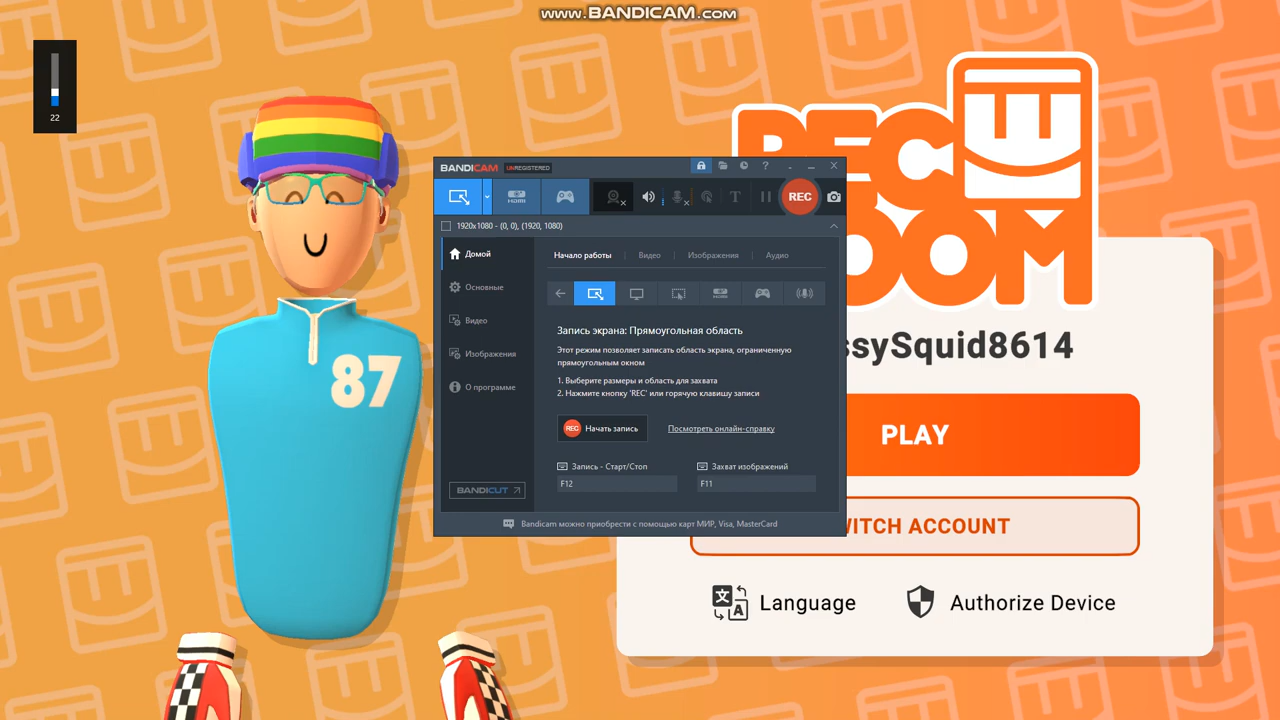 www.BANDICAM.com
22
REC
ROOM
BANDICAM UNREGISTERED
HDMI
REC
1920x1080 - (0, 0), (1920, 1080)
Домой
Основные
Видео
Изображения
О программе
BANDICUT
Начало работы
Видео
Изображения
Аудио
HDMI
Запись экрана: Прямоугольная область
Этот режим позволяет записать область экрана, ограниченную
прямоугольным окном
1. Выберите размеры и область для захвата
2. Нажмите кнопку 'REC' или горячую клавишу записи
REC Начать запись
Посмотреть онлайн-справку
Запись - Старт/Стоп
F12
Захват изображений
F11
Bandicam можно приобрести с помощью карт МИР, Visa, MasterCard
87
ssySquid8614
PLAY
WITCH ACCOUNT
Language
Authorize Device